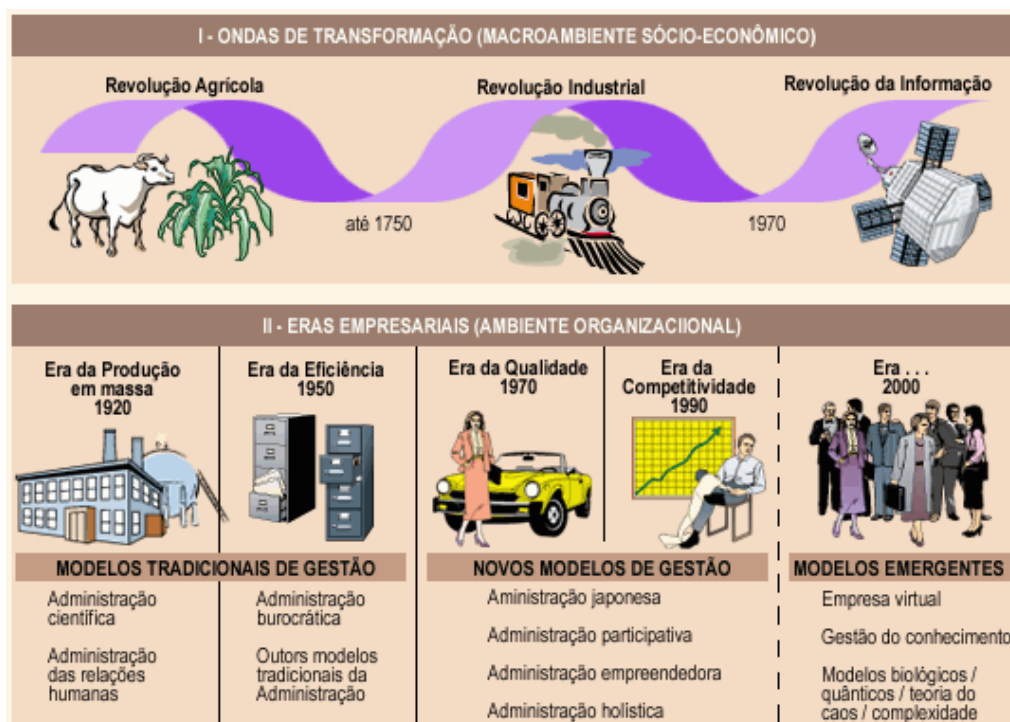 I - ONDAS DE TRANSFORMAÇÃO (MACROAMBIENTE SÓCIO-ECONÔMICO)
Revolução Agrícola
Revolução Industrial
Revolução da Informação
até 1750
1970
II - ERAS EMPRESARIAIS (AMBIENTE ORGANIZACIIONAL)
Era da Produção
em massa
1920
Era da Eficiência
1950
Era da Qualidade
1970
Era da
Competitividade
1990
Era . . .
2000
MODELOS TRADICIONAIS DE GESTÃO
Administração
científica
Administração
das relações
humanas
Administração
burocrática
Outors modelos
tradicionais da
Administração
NOVOS MODELOS DE GESTÃO
Aministração japonesa
Administração participativa
Administração empreendedora
Administração holística
MODELOS EMERGENTES
Empresa virtual
Gestão do conhecimento
Modelos biológicos /
quânticos / teoria do
caos / complexidade